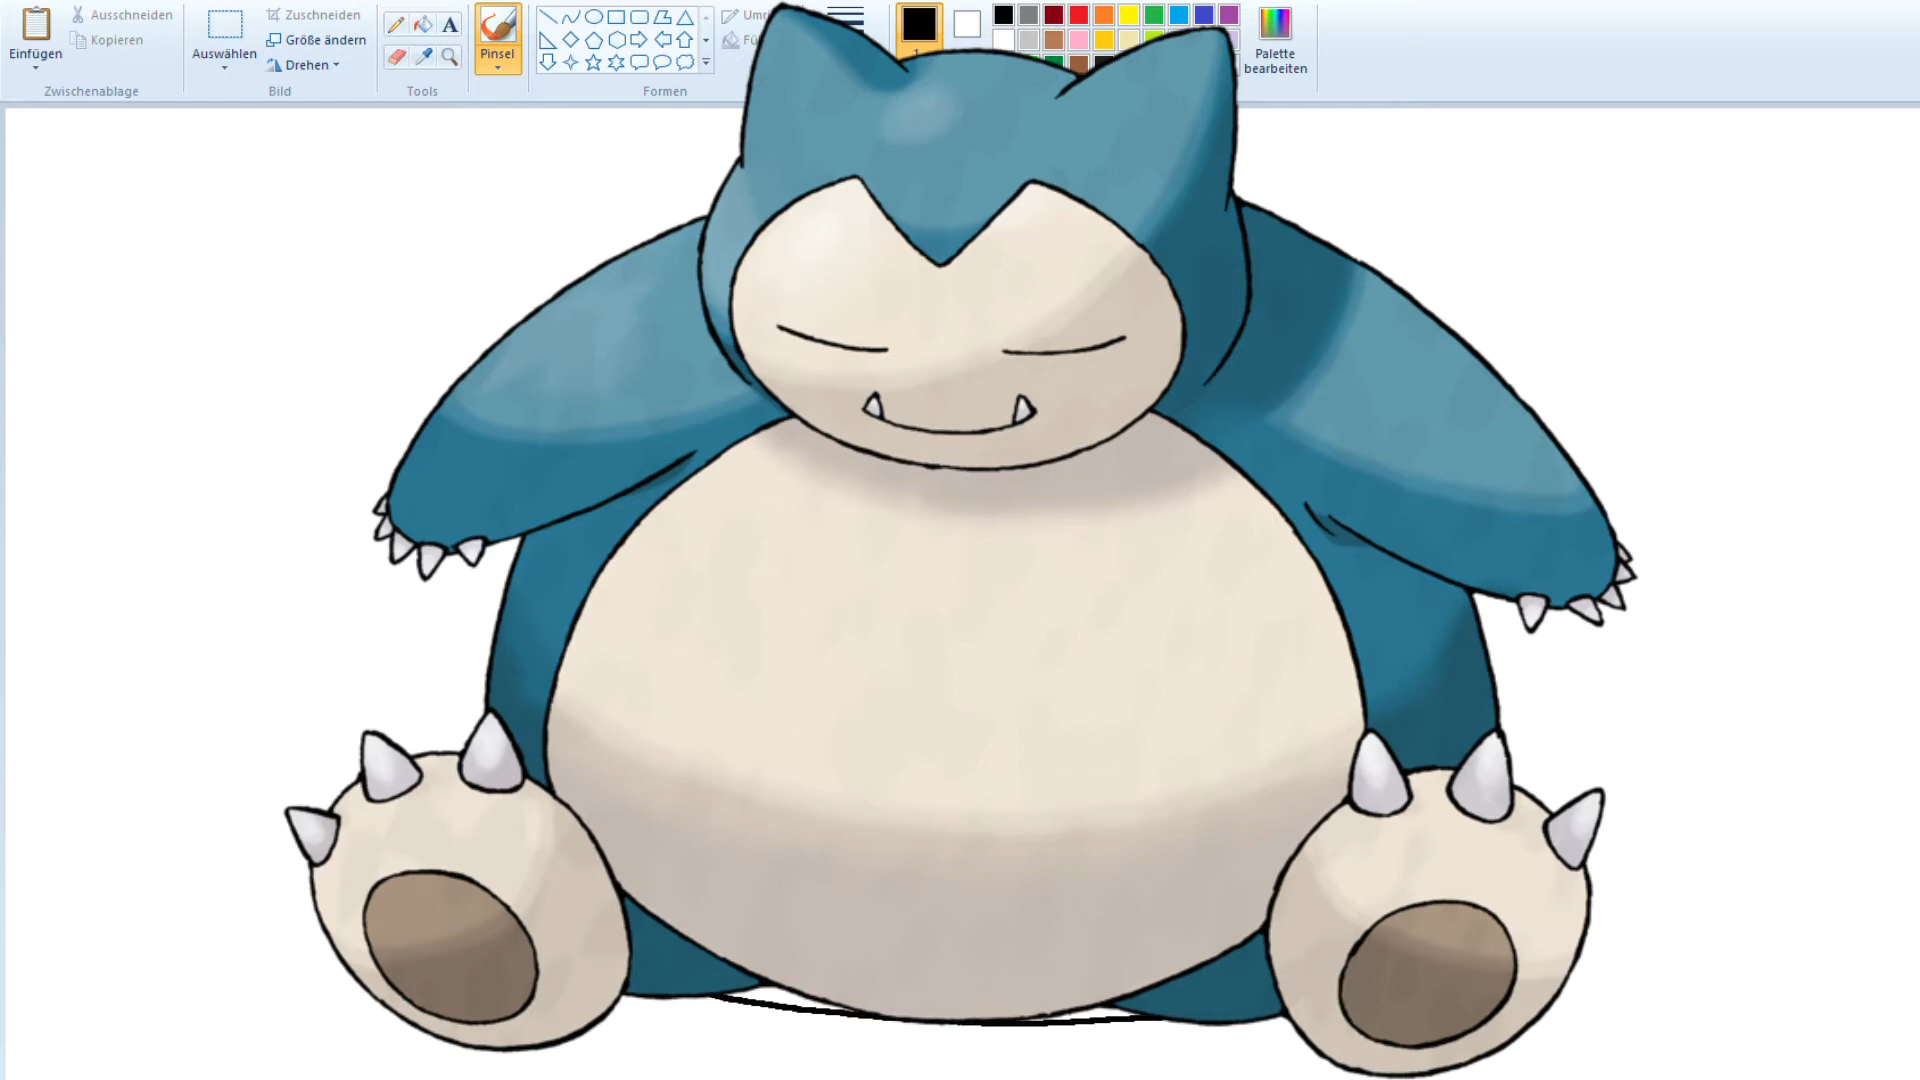 Einfügen
Ausschneiden
Kopieren
Zwischenablage
Auswählen
Zuschneiden
Größe ändern
Drehen
Bild
A
Tools
Pinsel
Formen
Palette
bearbeiten